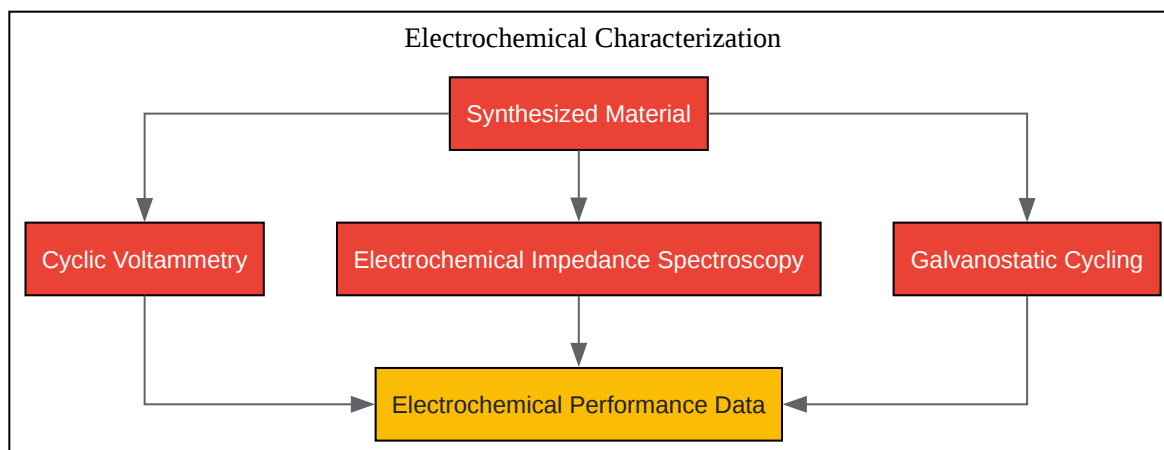 Electrochemical Characterization
Synthesized Material
Cyclic Voltammetry
Electrochemical Impedance Spectroscopy
Galvanostatic Cycling
Electrochemical Performance Data